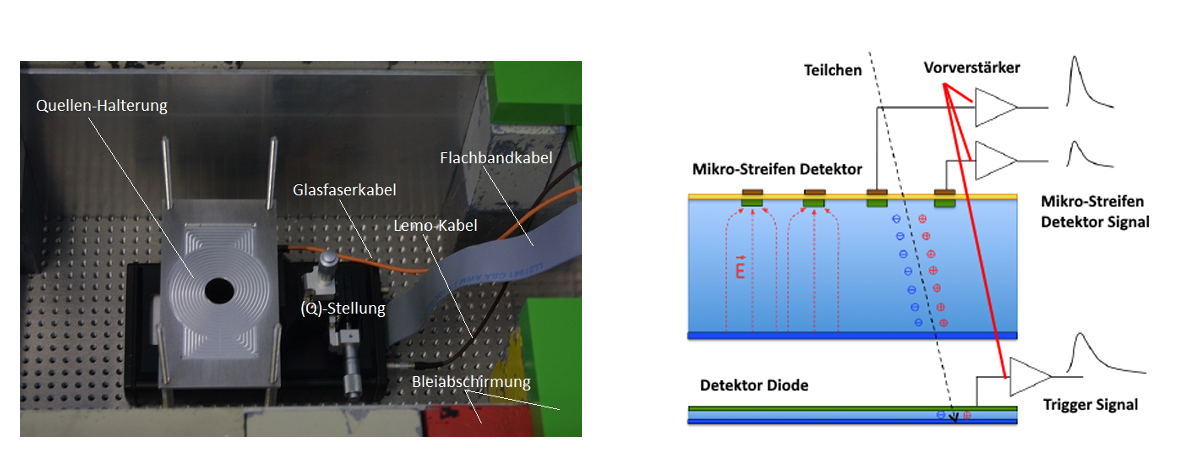 Quellen-Halterung
Flachbandkabel
Glasfaserkabel
Lemo-Kabel
(Q)-Stellung
Bleiabschirmung
Teilchen
Vorverstärker
Mikro-Streifen Detektor
Mikro-Streifen
Detektor Signal
E
Detektor Diode
Trigger Signal